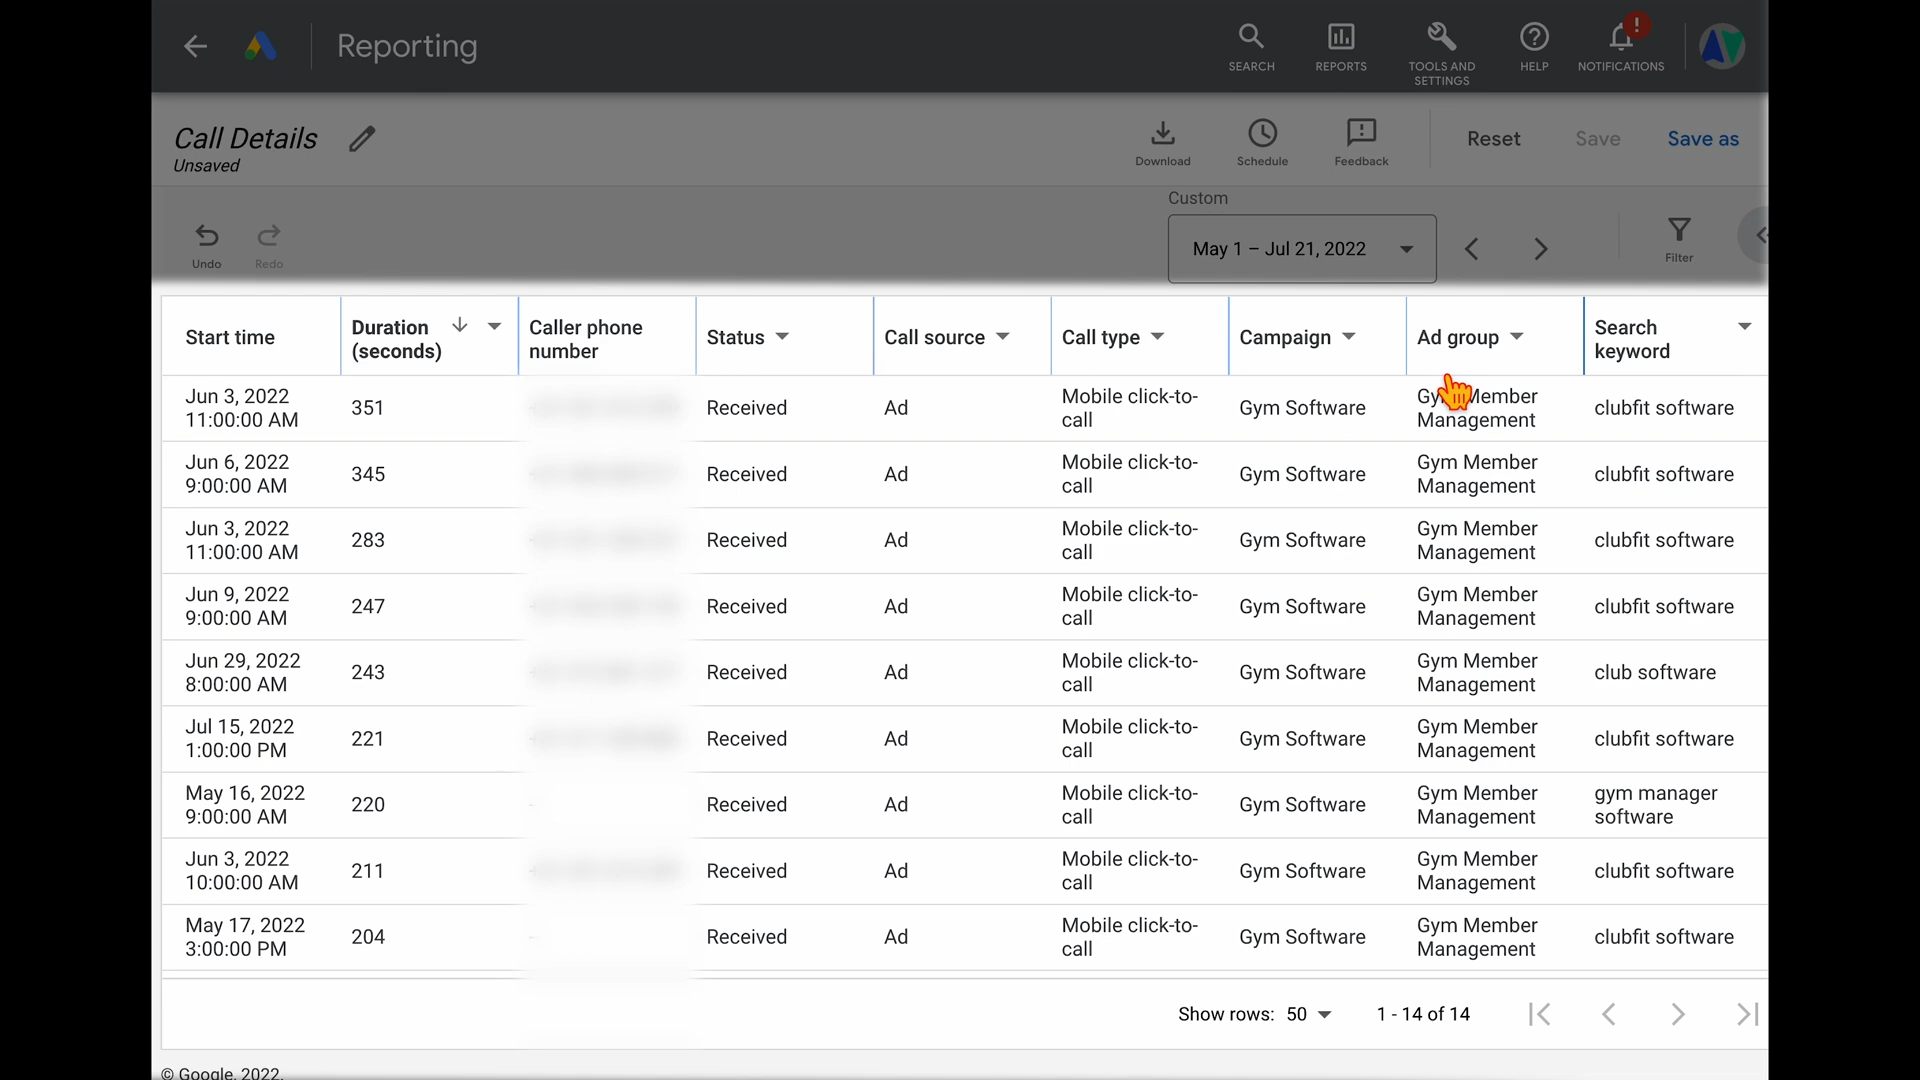 Reporting
SEARCH
REPORTS
TOOLS AND
SETTINGS
HELP
NOTIFICATIONS
!
Call Details
Unsaved
Download
Schedule
Feedback
Reset
Save
Save as
Undo
Redo
Custom
May 1 – Jul 21, 2022
Filter
Start time
Duration
(seconds)
Caller phone
number
Status
Call source
Call type
Campaign
Ad group
Search
keyword
Jun 3, 2022
11:00:00 AM
351
Received
Ad
Mobile click-to-
call
Gym Software
Member
Management
clubfit software
Jun 6, 2022
9:00:00 AM
345
Received
Ad
Mobile click-to-
call
Gym Software
Gym Member
Management
clubfit software
Jun 3, 2022
11:00:00 AM
283
Received
Ad
Mobile click-to-
call
Gym Software
Gym Member
Management
clubfit software
Jun 9, 2022
9:00:00 AM
247
Received
Ad
Mobile click-to-
call
Gym Software
Gym Member
Management
clubfit software
Jun 29, 2022
8:00:00 AM
243
Received
Ad
Mobile click-to-
call
Gym Software
Gym Member
Management
club software
Jul 15, 2022
1:00:00 PM
221
Received
Ad
Mobile click-to-
call
Gym Software
Gym Member
Management
clubfit software
May 16, 2022
9:00:00 AM
220
Received
Ad
Mobile click-to-
call
Gym Software
Gym Member
Management
gym manager
software
Jun 3, 2022
10:00:00 AM
211
Received
Ad
Mobile click-to-
call
Gym Software
Gym Member
Management
clubfit software
May 17, 2022
3:00:00 PM
204
Received
Ad
Mobile click-to-
call
Gym Software
Gym Member
Management
clubfit software
Show rows: 50
1 - 14 of 14
© Google, 2022.